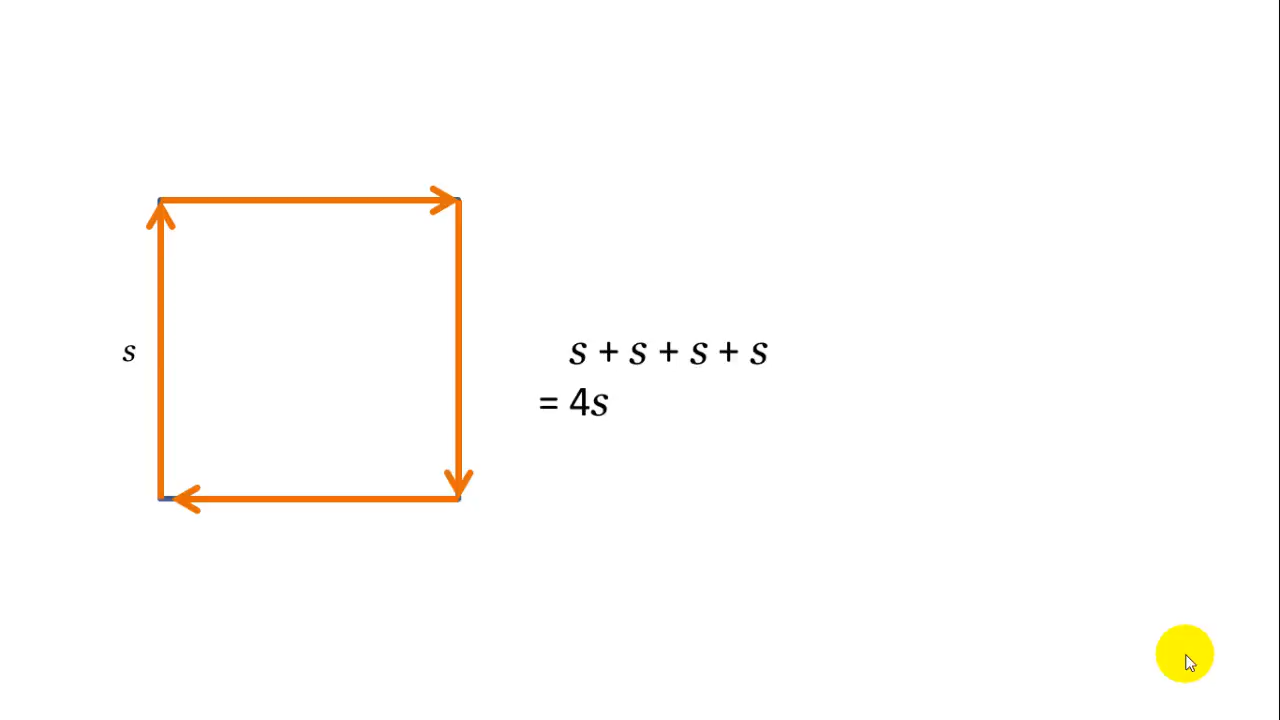 s
s + s + s + s
= 4s